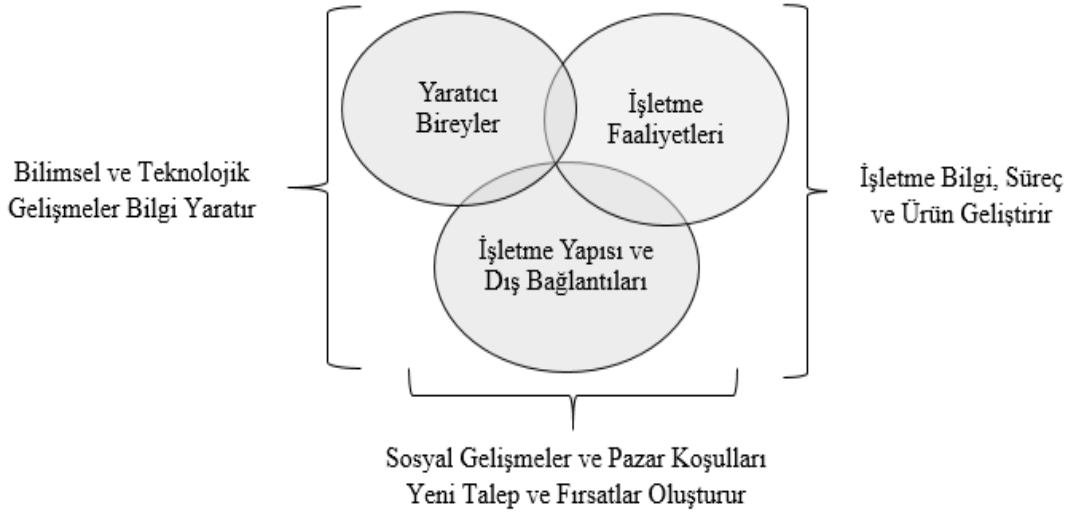 Yaratıcı
Bireyler
İşletme
Faaliyetleri
Bilimsel ve Teknolojik
Gelişmeler Bilgi Yaratır
İşletme Bilgi, Süreç
ve Ürün Geliştirir
İşletme Yapısı ve
Dış Bağlantıları
Sosyal Gelişmeler ve Pazar Koşulları
Yeni Talep ve Fırsatlar Oluşturur